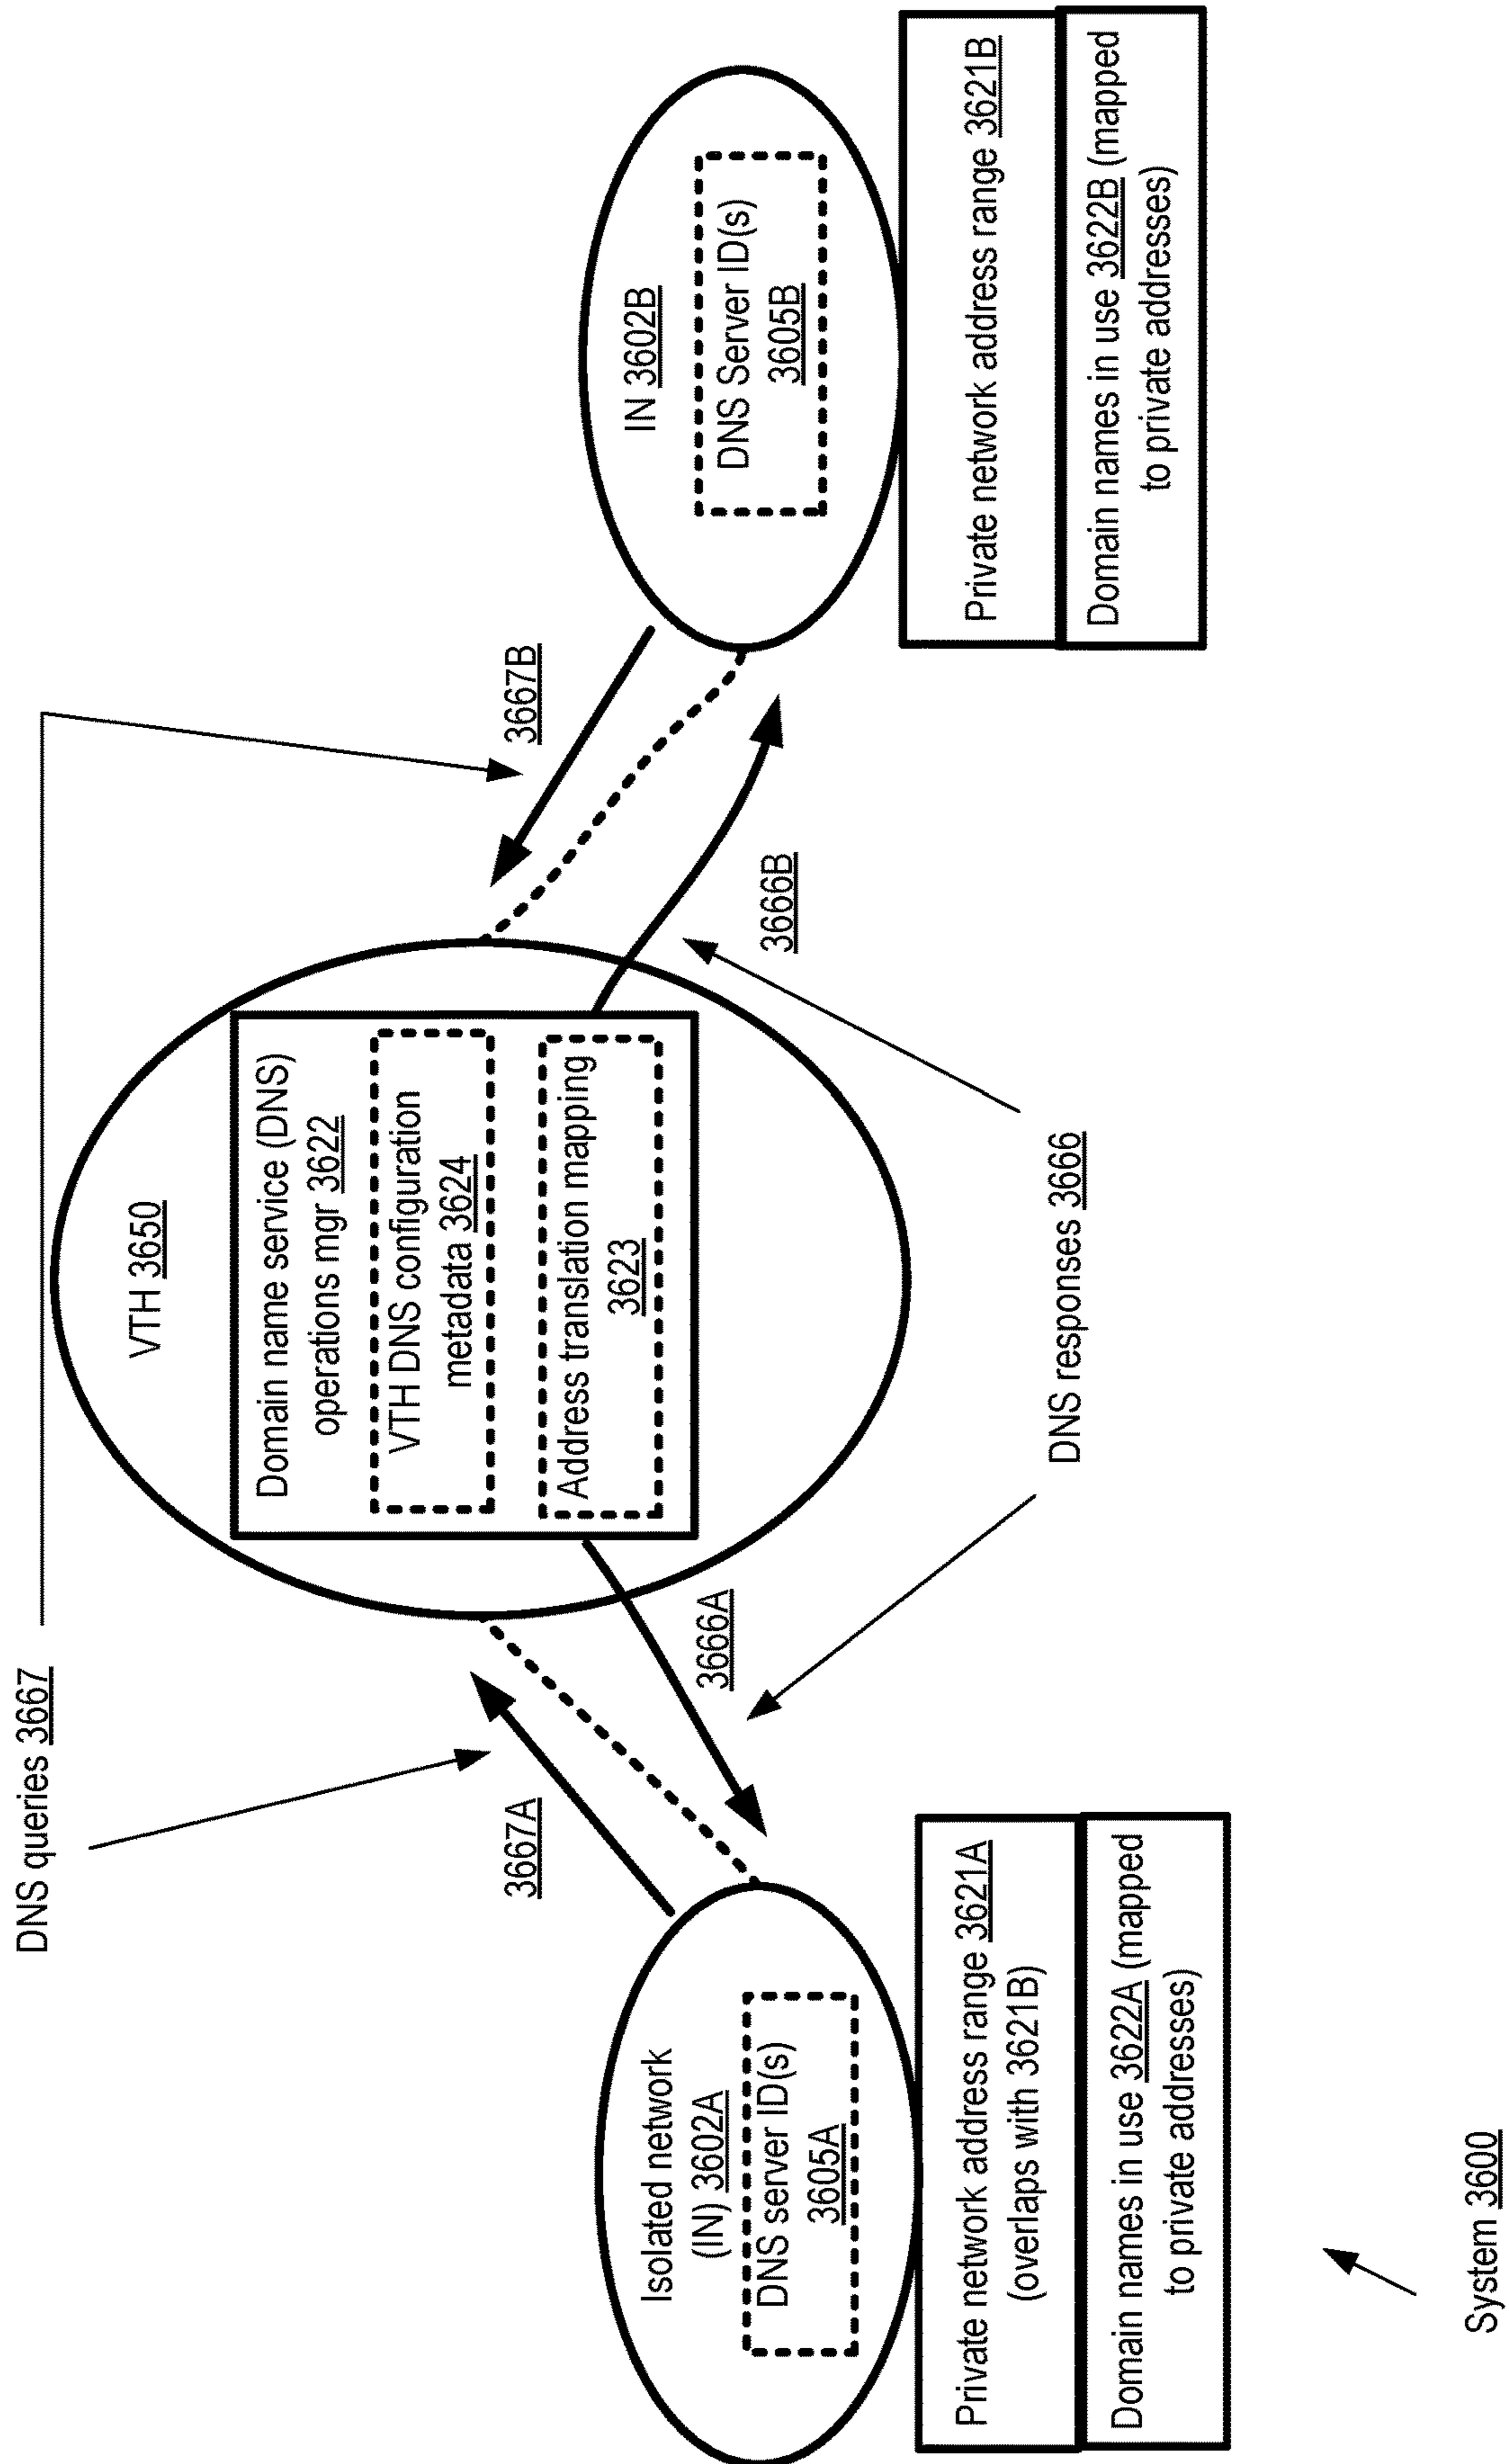 DNS queries 3667
VTH 3650
Domain name service (DNS)
operations mgr 3622
VTH DNS configuration
metadata 3624
Address translation mapping
3623
3667A
3667B
3666A
3666B
Isolated network
(IN) 3602A
DNS server ID(s)
3605A
Private network address range 3621A
(overlaps with 3621B)
Domain names in use 3622A (mapped
to private addresses)
IN 3602B
DNS Server ID(s)
3605B
Private network address range 3621B
Domain names in use 3622B (mapped
to private addresses)
DNS responses 3666
System 3600